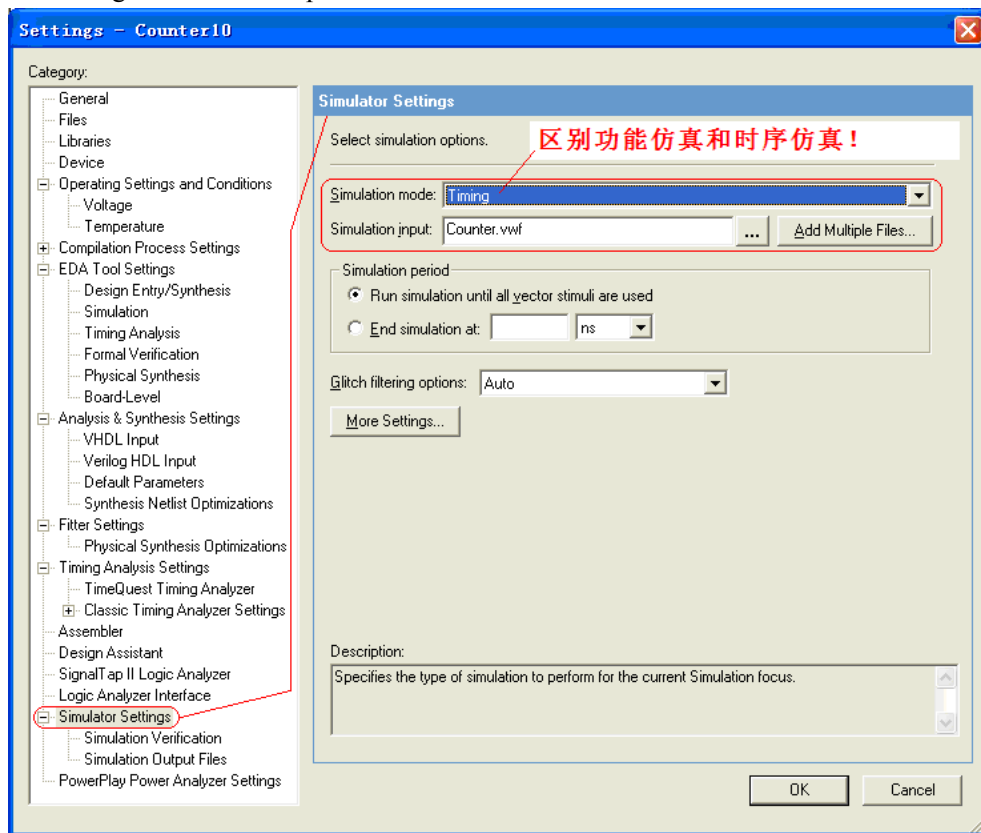 Settings - Counter10
Category:
General
Files
Libraries
Device
Operating Settings and Conditions
Voltage
Temperature
Compilation Process Settings
EDA Tool Settings
Design Entry/Synthesis
Simulation
Timing Analysis
Formal Verification
Physical Synthesis
Board-Level
Analysis & Synthesis Settings
VHDL Input
Verilog HDL Input
Default Parameters
Synthesis Netlist Optimizations
Fitter Settings
Physical Synthesis Optimizations
Timing Analysis Settings
TimeQuest Timing Analyzer
Classic Timing Analyzer Settings
Assembler
Design Assistant
SignalTap II Logic Analyzer
Logic Analyzer Interface
Simulator Settings
Simulation Verification
Simulation Output Files
PowerPlay Power Analyzer Settings
Simulator Settings
Select simulation options.
区别功能仿真和时序仿真！
Simulation mode: Timing
Simulation input: Counter.vwf ... Add Multiple Files...
Simulation period
Run simulation until all vector stimuli are used
End simulation at: ns
Glitch filtering options: Auto
More Settings...
Description:
Specifies the type of simulation to perform for the current Simulation focus.
OK Cancel